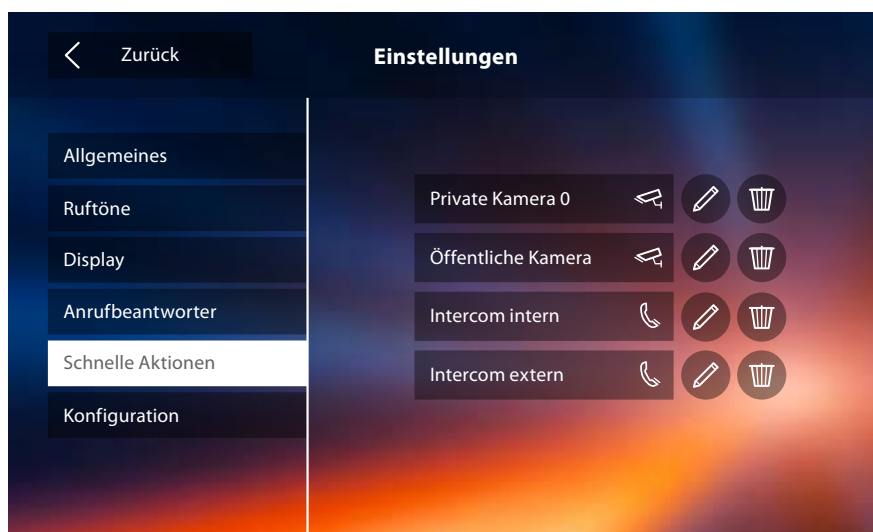 Zurück
Einstellungen
Allgemeines
Ruftöne
Display
Anrufbeantworter
Schnelle Aktionen
Konfiguration
Private Kamera 0
Öffentliche Kamera
Intercom intern
Intercom extern